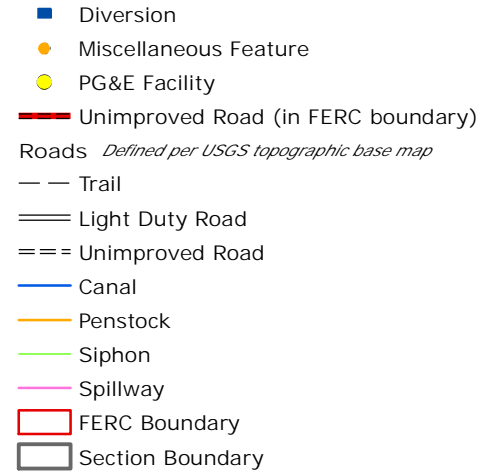 Diversion
Miscellaneous Feature
PG&E Facility
Unimproved Road (in FERC boundary)
Roads Defined per USGS topographic base map
Trail
Light Duty Road
Unimproved Road
Canal
Penstock
Siphon
Spillway
FERC Boundary
Section Boundary